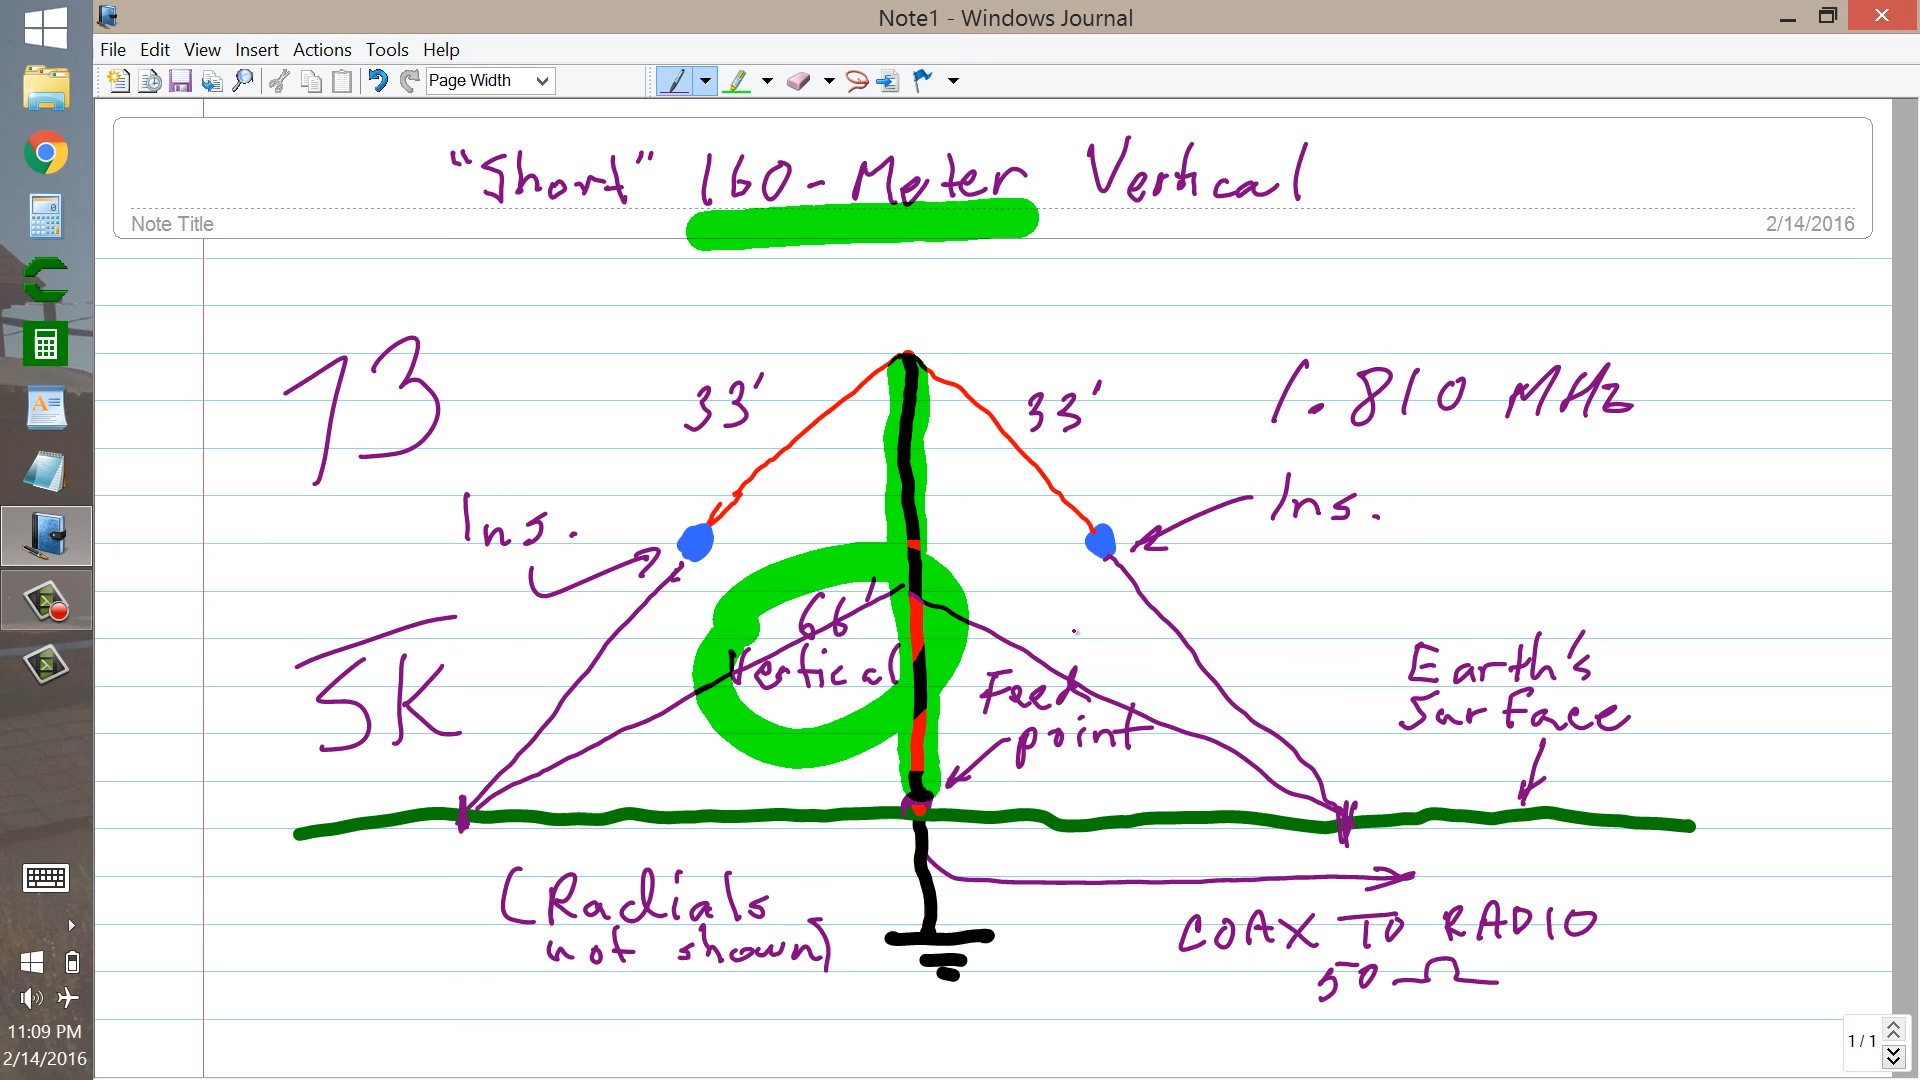 Note1 - Windows Journal
File Edit View Insert Actions Tools Help
Page Width
"Short" 160-Meter Vertical
Note Title
2/14/2016
73
33'
33'
1.810 MHz
Ins.
Ins.
66'
Vertical
SK
Feed
point
Earth's
Surface
(Radials
not shown)
COAX TO RADIO
50 Ω
11:09 PM
2/14/2016
1 / 1